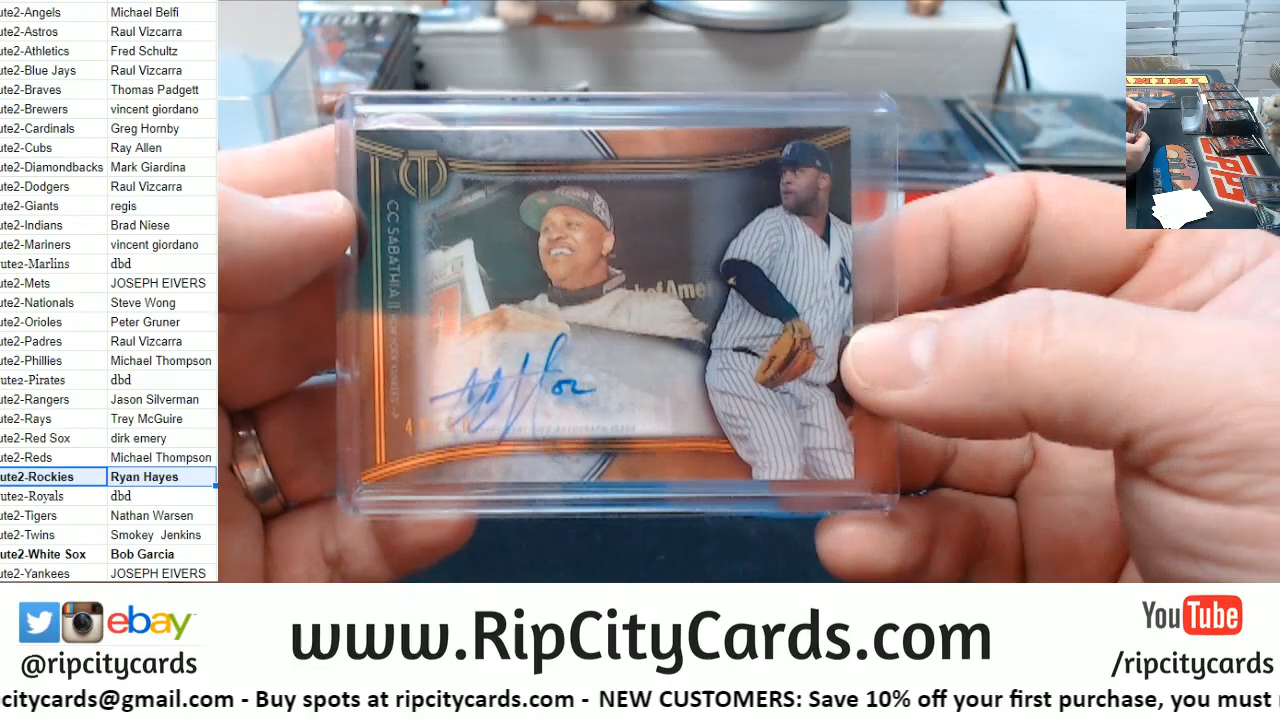 ute2-Angels Michael Belfi
ute2-Astros Raul Vizcarra
ute2-Athletics Fred Schultz
ute2-Blue Jays Raul Vizcarra
ute2-Braves Thomas Padgett
ute2-Brewers vincent giordano
ute2-Cardinals Greg Hornby
ute2-Cubs Ray Allen
ute2-Diamondbacks Mark Giardina
ute2-Dodgers Raul Vizcarra
ute2-Giants regis
ute2-Indians Brad Niese
ute2-Mariners vincent giordano
ute2-Marlins dbd
ute2-Mets JOSEPH EIVERS
ute2-Nationals Steve Wong
ute2-Orioles Peter Gruner
ute2-Padres Raul Vizcarra
ute2-Phillies Michael Thompson
ute2-Pirates dbd
ute2-Rangers Jason Silverman
ute2-Rays Trey McGuire
ute2-Red Sox dirk emery
ute2-Reds Michael Thompson
ute2-Rockies Ryan Hayes
ute2-Royals dbd
ute2-Tigers Nathan Warsen
ute2-Twins Smokey Jenkins
ute2-White Sox Bob Garcia
ute2-Yankees JOSEPH EIVERS
CC SABATHIA
of Amer
PANINI
ebay
@ripcitycards
www.RipCityCards.com
YouTube
/ripcitycards
citycards@gmail.com - Buy spots at ripcitycards.com - NEW CUSTOMERS: Save 10% off your first purchase, you must